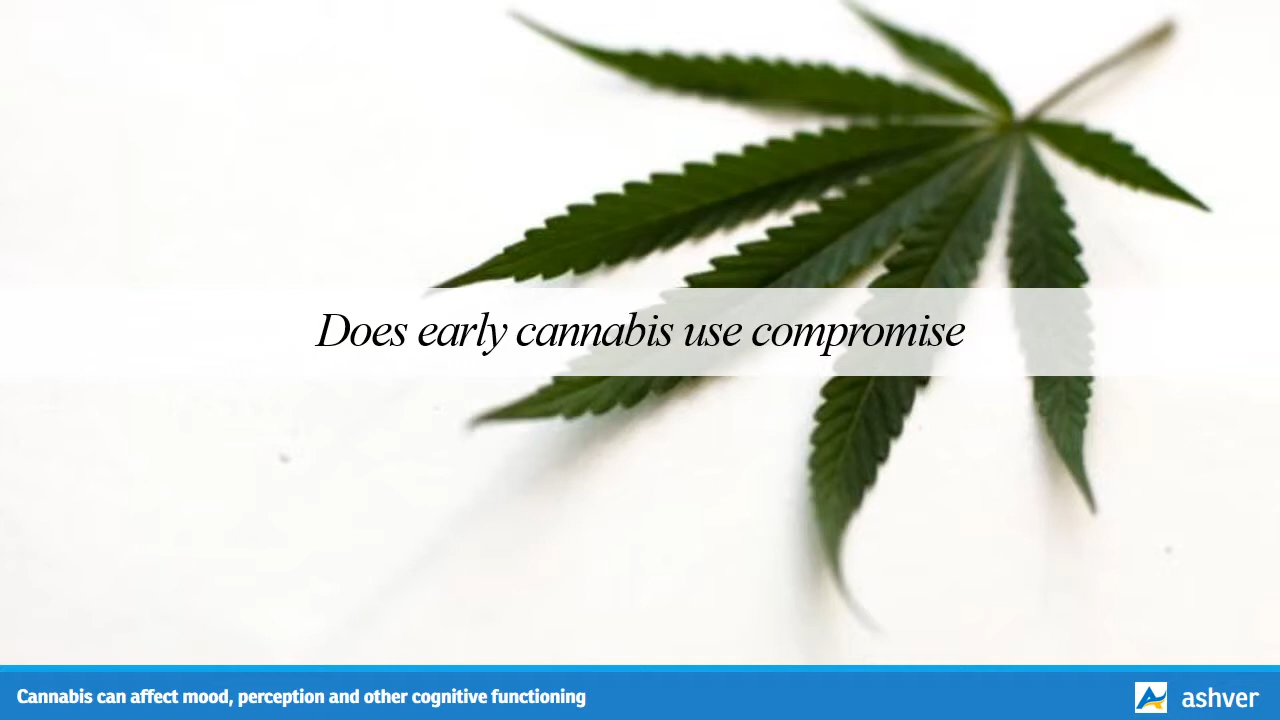 Does early cannabis use compromise
Cannabis can affect mood, perception and other cognitive functioning
ashver